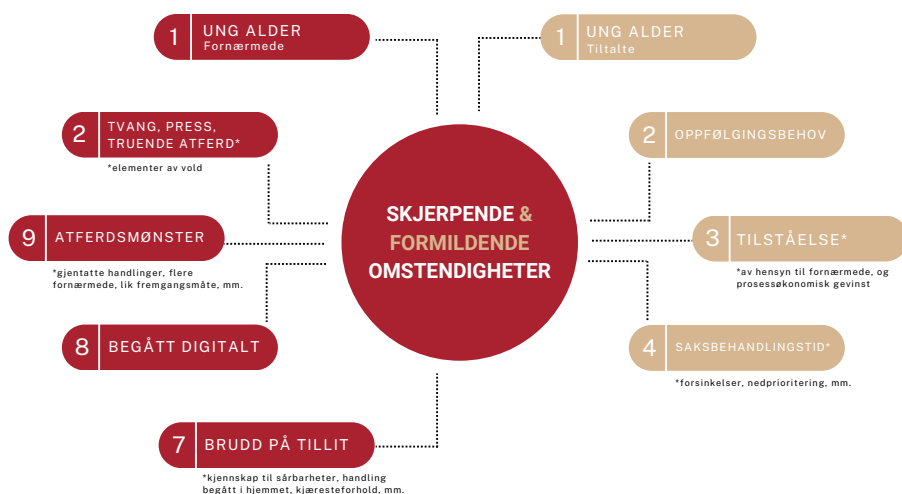 1
UNG ALDER
Fornærmede
1
UNG ALDER
Tiltalte
2
TVANG, PRESS,
TRUENDE ATFERD*
*elementer av vold
2
OPPFØLGINGSBEHOV
SKJERPENDE &
FORMILDENDE
OMSTENDIGHETER
9
ATFERDSMØNSTER
*gjentatte handlinger, flere
fornærmede, lik fremgangsmåte, mm.
3
TILSTÅELSE*
*av hensyn til fornærmede, og
prosessøkonomisk gevinst
8
BEGÅTT DIGITALT
4
SAKSBEHANDLINGSTID*
*forsinkelser, nedprioritering, mm.
7
BRUDD PÅ TILLIT
*kjennskap til sårbarheter, handling
begått i hjemmet, kjæresteforhold, mm.